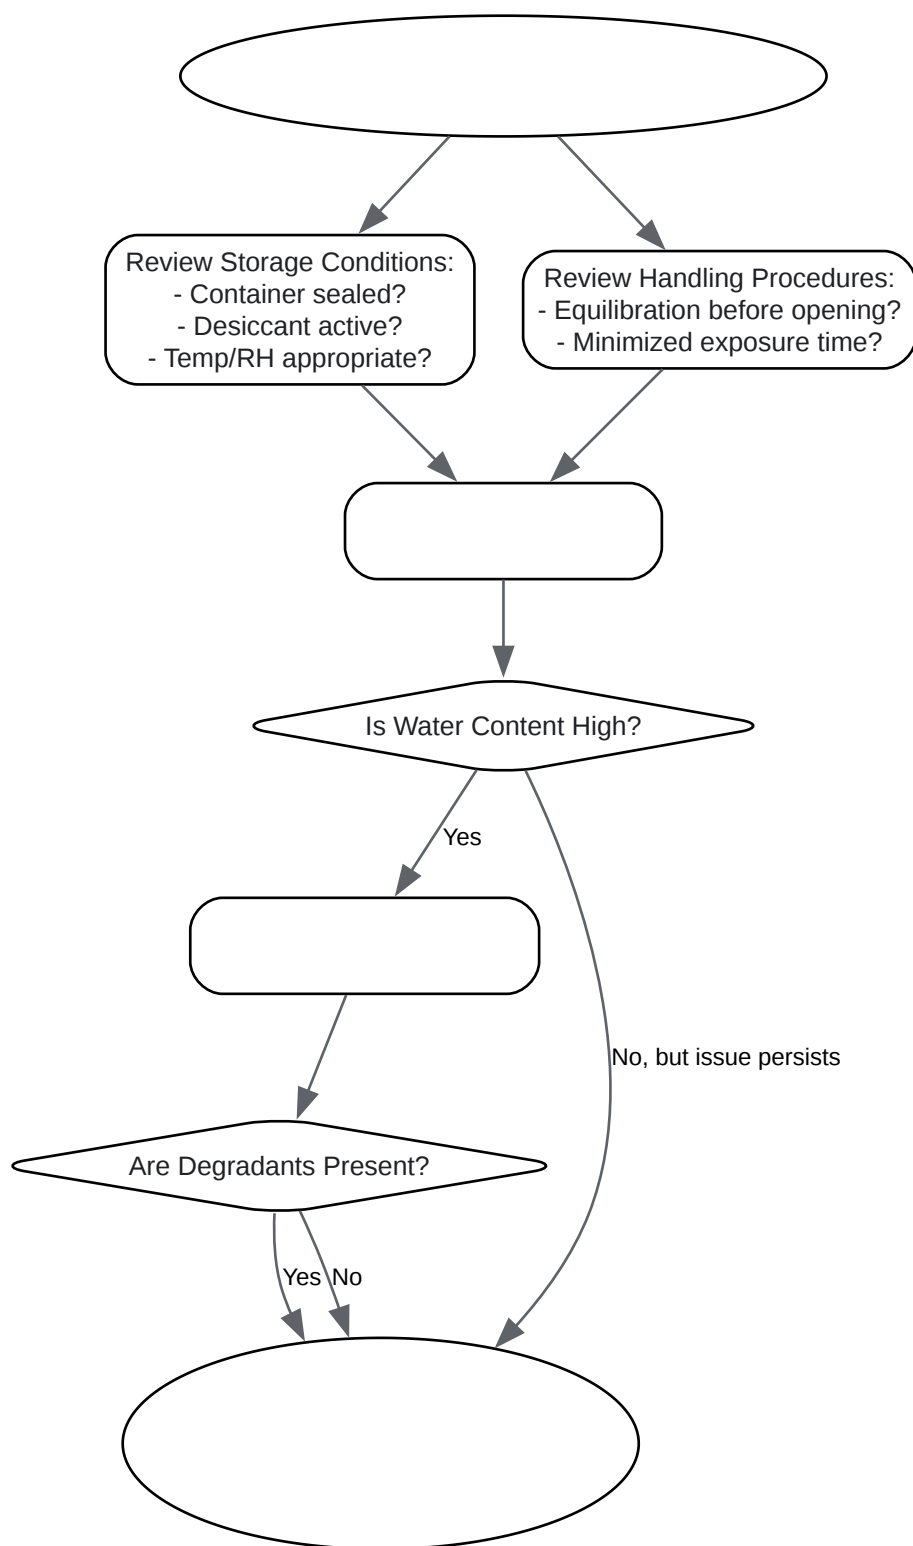 Review Storage Conditions:
- Container sealed?
- Desiccant active?
- Temp/RH appropriate?
Review Handling Procedures:
- Equilibration before opening?
- Minimized exposure time?
Is Water Content High?
Yes
No, but issue persists
Are Degradants Present?
Yes
No